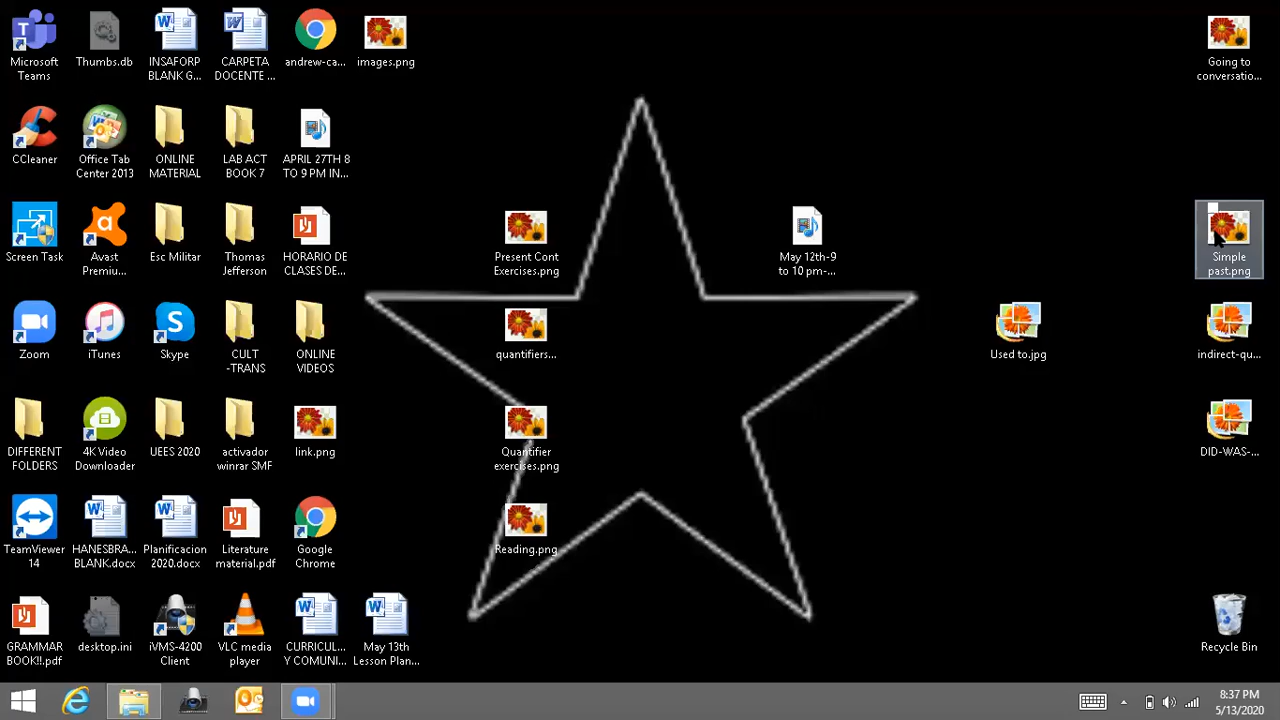 Microsoft
Teams
Thumbs.db
INSAFORP
BLANK G...
CARPETA
DOCENTE ...
andrew-ca...
images.png
Going to
conversatio...
CCleaner
Office Tab
Center 2013
ONLINE
MATERIAL
LAB ACT
BOOK 7
APRIL 27TH 8
TO 9 PM IN...
Screen Task
Avast
Premiu...
Esc Militar
Thomas
Jefferson
HORARIO DE
CLASES DE...
Present Cont
Exercises.png
May 12th-9
to 10 pm-...
Simple
past.png
Zoom
iTunes
Skype
CULT
-TRANS
ONLINE
VIDEOS
quantifiers...
Used to.jpg
indirect-qu...
DIFFERENT
FOLDERS
4K Video
Downloader
UEES 2020
activador
winrar SMF
link.png
Quantifier
exercises.png
DID-WAS-...
TeamViewer
14
HANESBRA...
BLANK.docx
Planificacion
2020.docx
Literature
material.pdf
Google
Chrome
Reading.png
GRAMMAR
BOOK!!.pdf
desktop.ini
iVMS-4200
Client
VLC media
player
CURRICUL...
Y COMUNI...
May 13th
Lesson Plan...
Recycle Bin
8:37 PM
5/13/2020